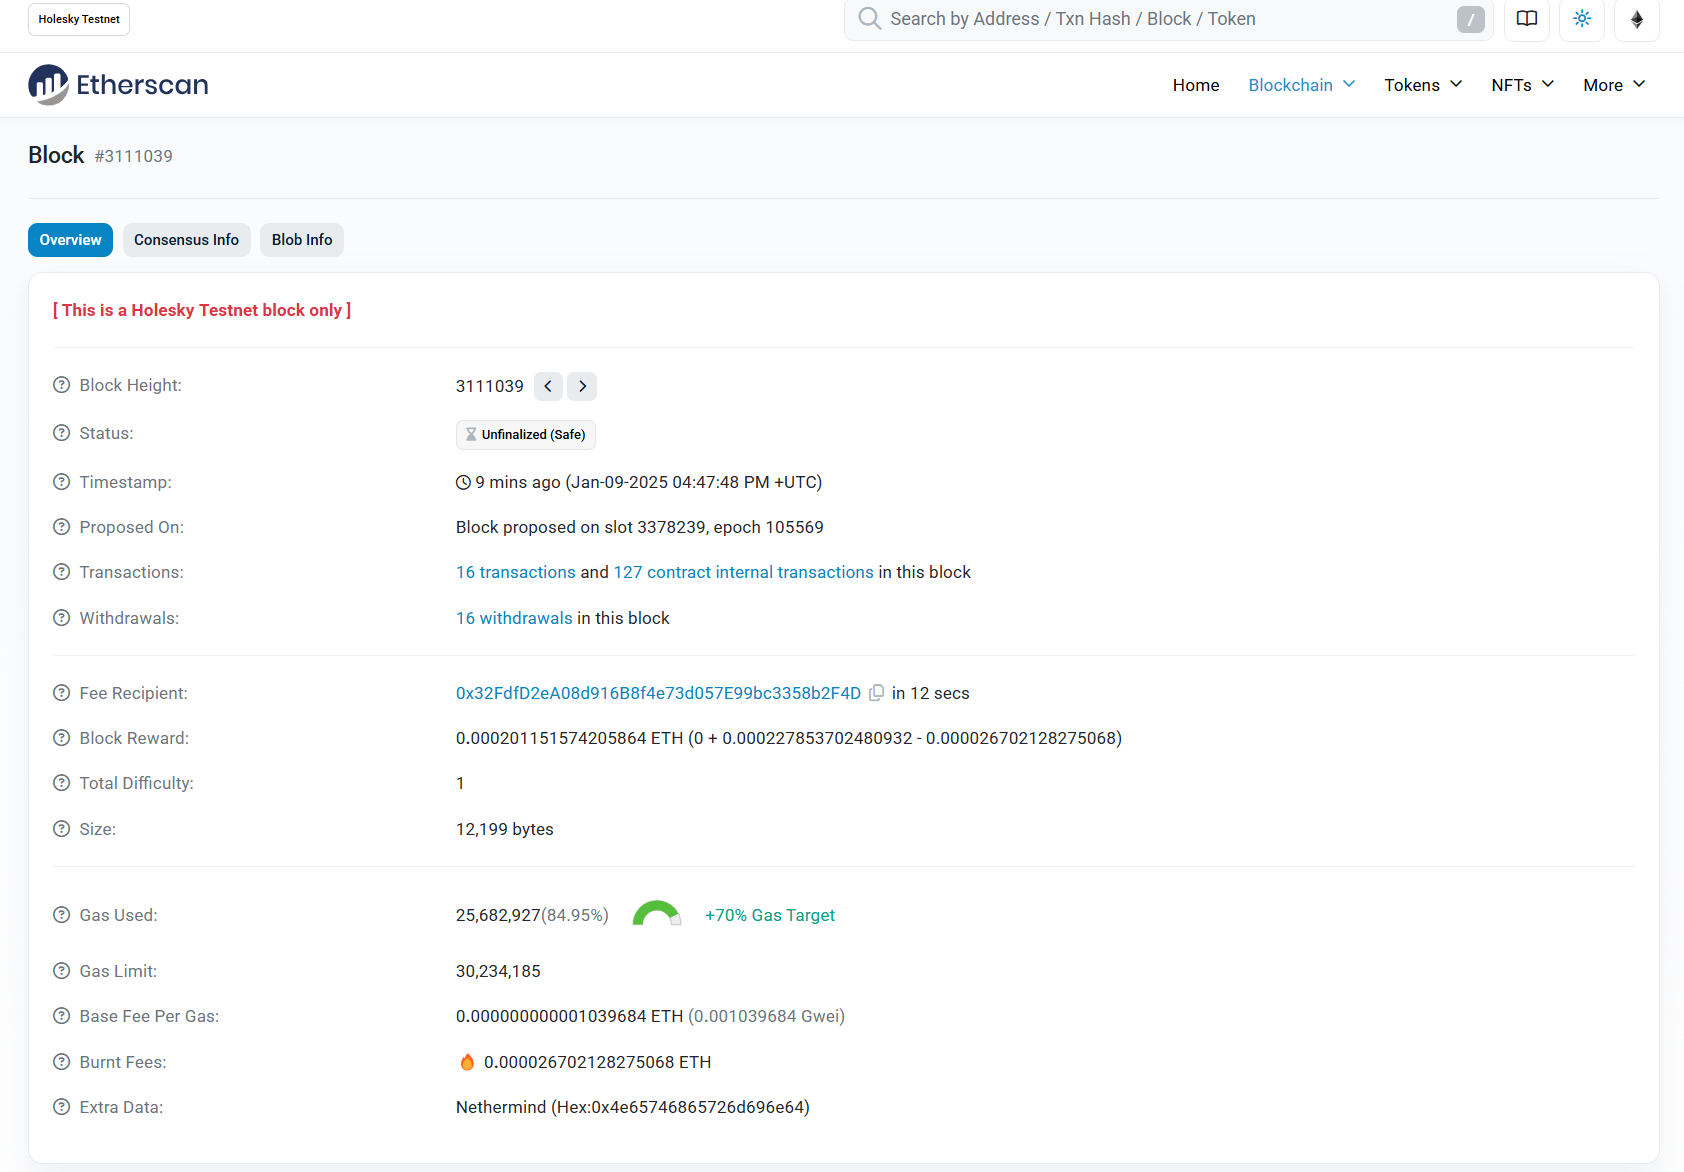 Holesky Testnet
Search by Address / Txn Hash / Block / Token /
Etherscan
Home Blockchain Tokens NFTs More
Block #3111039
Overview Consensus Info Blob Info
[ This is a Holesky Testnet block only ]
Block Height: 3111039
Status: Unfinalized (Safe)
Timestamp: 9 mins ago (Jan-09-2025 04:47:48 PM +UTC)
Proposed On: Block proposed on slot 3378239, epoch 105569
Transactions: 16 transactions and 127 contract internal transactions in this block
Withdrawals: 16 withdrawals in this block
Fee Recipient: 0x32FdfD2eA08d916B8f4e73d057E99bc3358b2F4D in 12 secs
Block Reward: 0.000201151574205864 ETH (0 + 0.000227853702480932 - 0.000026702128275068)
Total Difficulty: 1
Size: 12,199 bytes
Gas Used: 25,682,927(84.95%) +70% Gas Target
Gas Limit: 30,234,185
Base Fee Per Gas: 0.000000000001039684 ETH (0.001039684 Gwei)
Burnt Fees: 0.000026702128275068 ETH
Extra Data: Nethermind (Hex:0x4e65746865726d696e64)